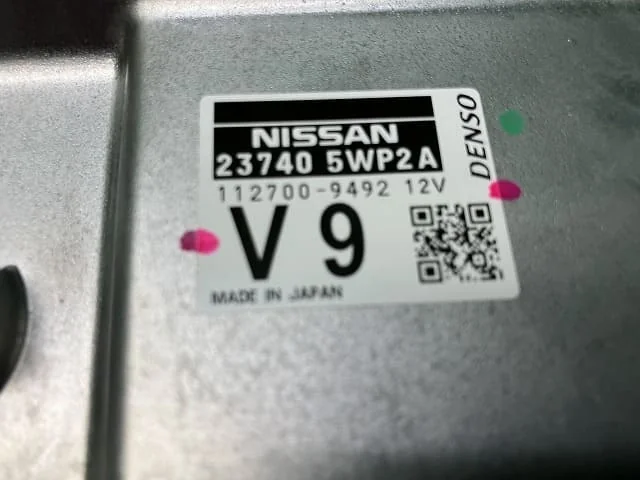 NISSAN
23740 5WP2A
112700-9492 12V
V 9
MADE IN JAPAN
DENSO